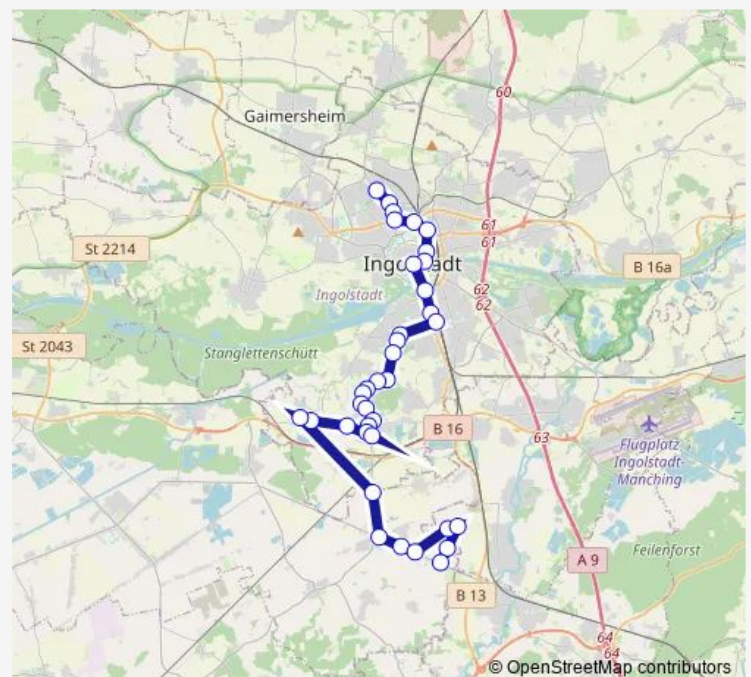 60
Gaimersheim
61
61
St 2214
Ingolstadt
B 16a
Ingolstadt
62
62
St 2043
Stanglettenschütt
B 16
63
Flugplatz
Ingolstadt-
Manching
A 9
Feilenforst
B 13
64
64
© OpenStreetMap contributors